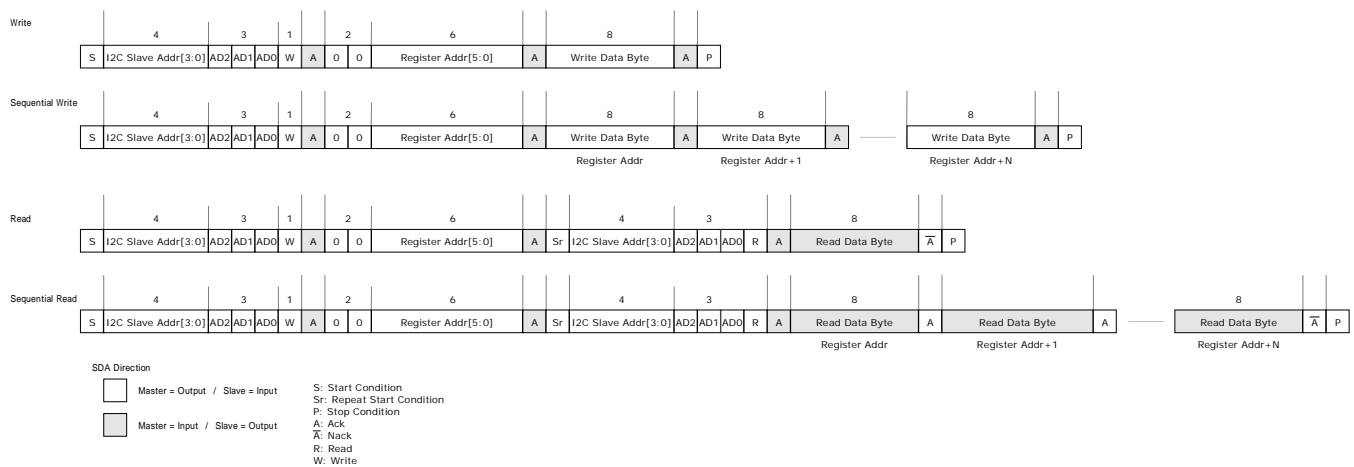 Write
4 3 1 2 6 8
S I2C Slave Addr[3:0] AD2 AD1 AD0 W A 0 0 Register Addr[5:0] A Write Data Byte A P
Sequential Write
4 3 1 2 6 8 8 8
S I2C Slave Addr[3:0] AD2 AD1 AD0 W A 0 0 Register Addr[5:0] A Write Data Byte A Write Data Byte A Write Data Byte A P
Register Addr Register Addr+1 Register Addr+N
Read
4 3 1 2 6 4 3 8
S I2C Slave Addr[3:0] AD2 AD1 AD0 W A 0 0 Register Addr[5:0] A Sr I2C Slave Addr[3:0] AD2 AD1 AD0 R A Read Data Byte A̅ P
Sequential Read
4 3 1 2 6 4 3 8 8
S I2C Slave Addr[3:0] AD2 AD1 AD0 W A 0 0 Register Addr[5:0] A Sr I2C Slave Addr[3:0] AD2 AD1 AD0 R A Read Data Byte A Read Data Byte A Read Data Byte A̅ P
Register Addr Register Addr+1 Register Addr+N
SDA Direction
Master = Output / Slave = Input
Master = Input / Slave = Output
S: Start Condition
Sr: Repeat Start Condition
P: Stop Condition
A: Ack
A̅: Nack
R: Read
W: Write